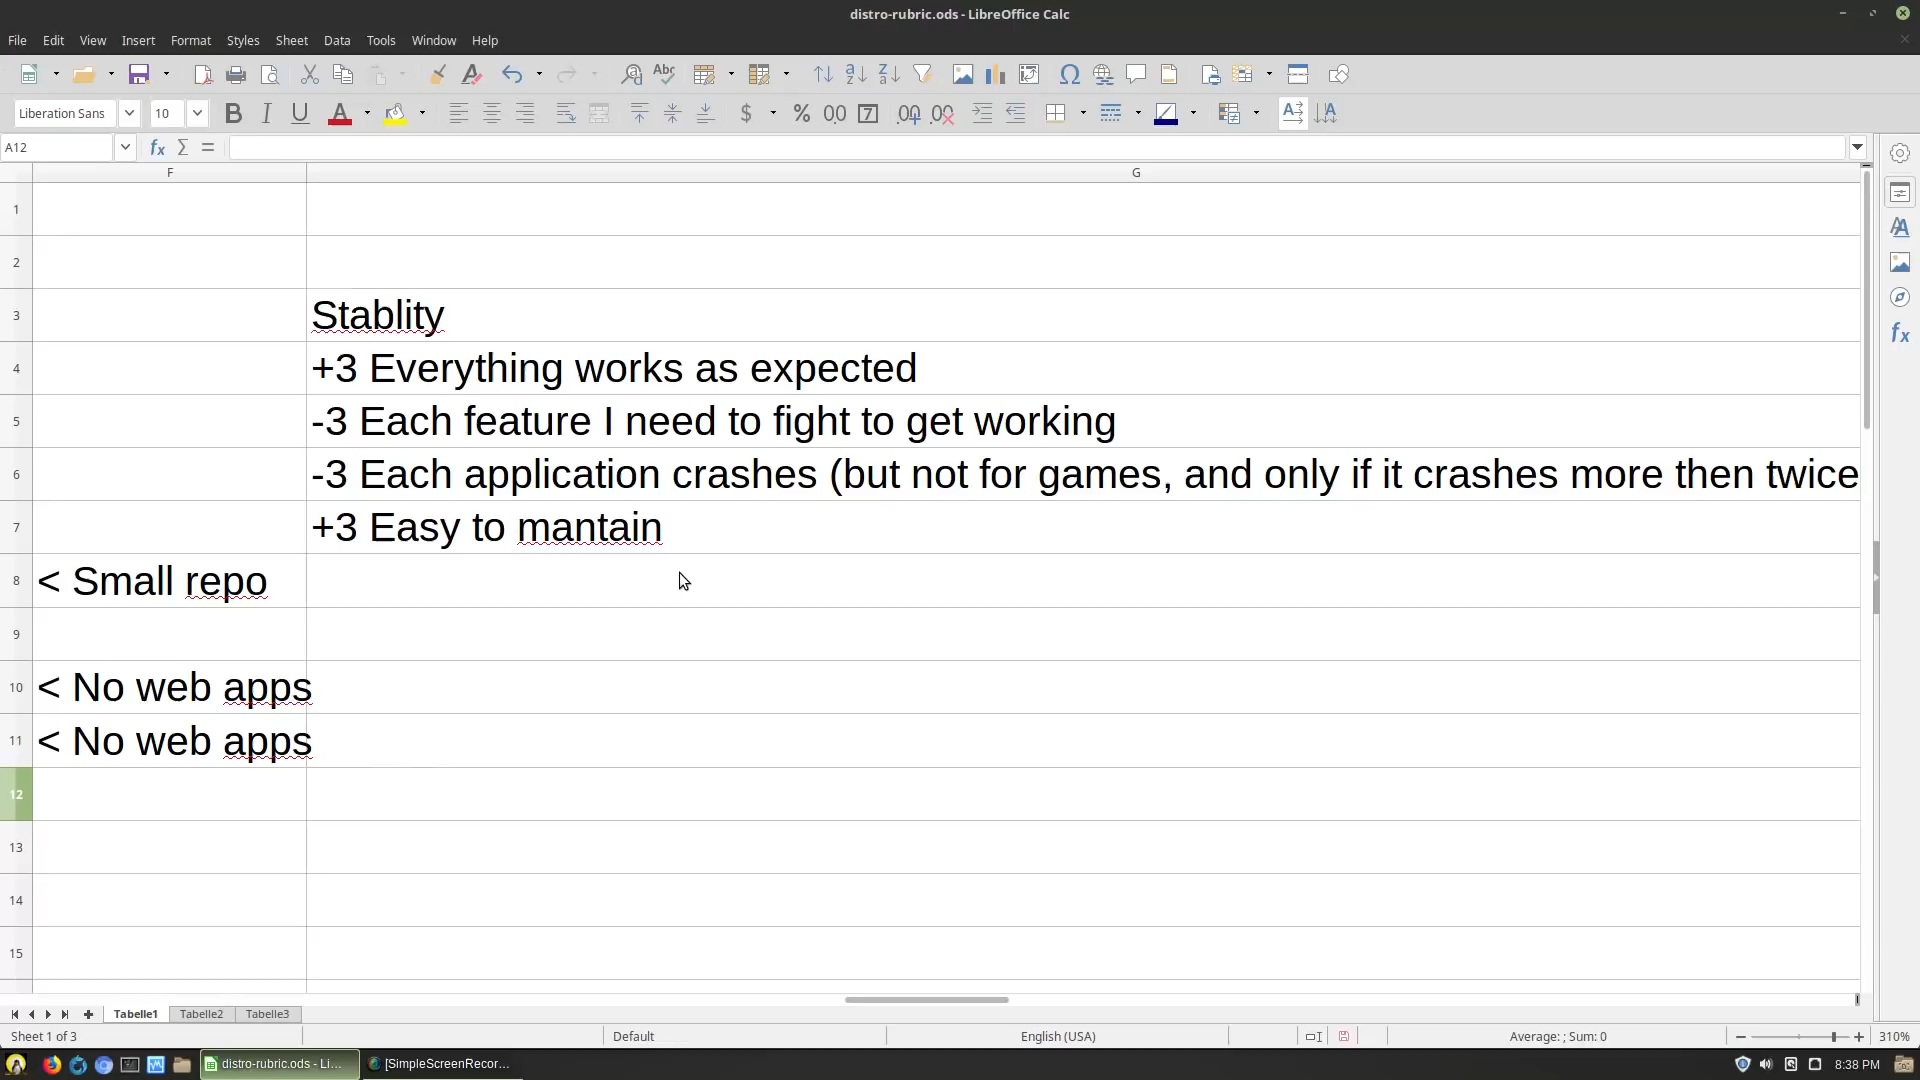 distro-rubric.ods - LibreOffice Calc
File Edit View Insert Format Styles Sheet Data Tools Window Help
Liberation Sans 10
A12
F G
1
2
3 Stablity
4 +3 Everything works as expected
5 -3 Each feature I need to fight to get working
6 -3 Each application crashes (but not for games, and only if it crashes more then twice
7 +3 Easy to mantain
8 < Small repo
9
10 < No web apps
11 < No web apps
12
13
14
15
Tabelle1 Tabelle2 Tabelle3
Sheet 1 of 3 Default English (USA) Average: ; Sum: 0 310%
distro-rubric.ods - Li... [SimpleScreenRecor... 8:38 PM